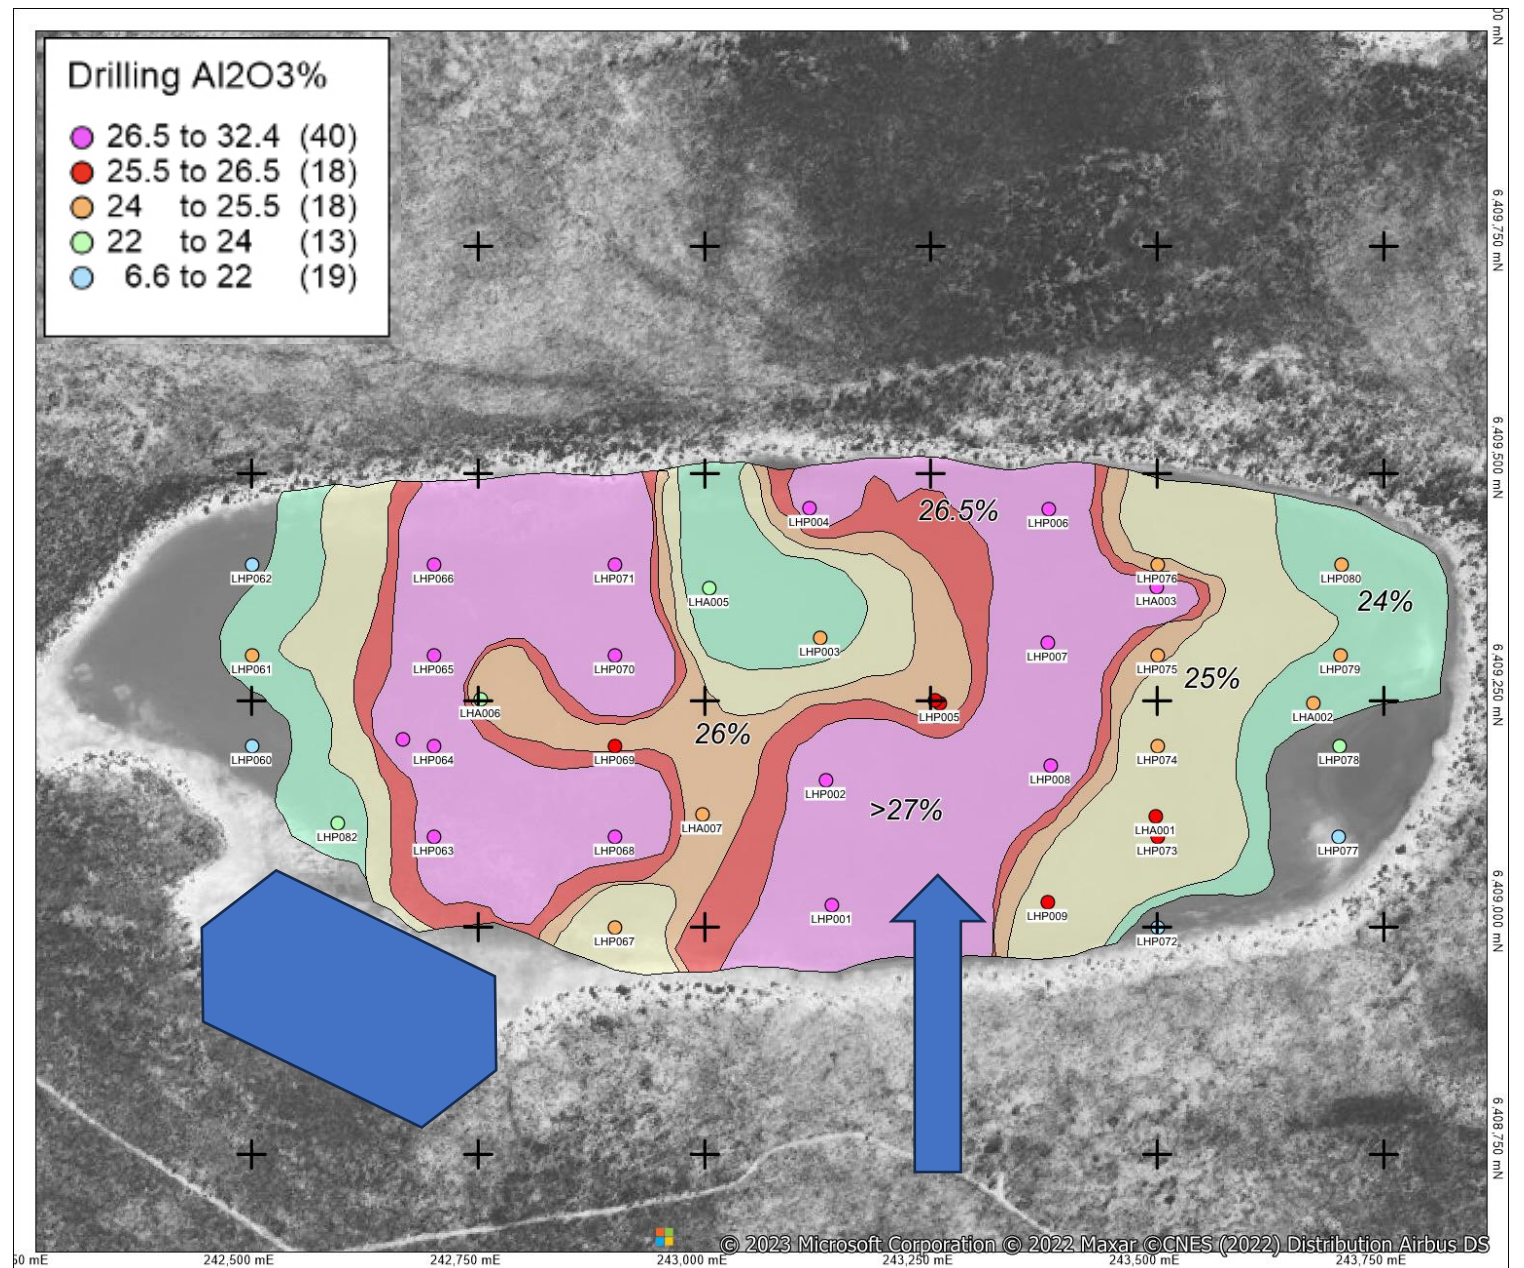 Drilling Al2O3%
26.5 to 32.4 (40)
25.5 to 26.5 (18)
24 to 25.5 (18)
22 to 24 (13)
6.6 to 22 (19)
00 mN
6,409,750 mN
6,409,500 mN
6,409,250 mN
6,409,000 mN
6,408,750 mN
LHP004
26.5%
LHP006
LHP062
LHP066
LHP071
LHA005
LHP076
LHA003
LHP080
24%
LHP061
LHP065
LHP070
LHP003
LHP007
LHP075
25%
LHP079
LHA006
26%
LHP005
LHA002
LHP060
LHP064
LHP069
LHP002
LHP008
LHP074
LHP078
>27%
LHP082
LHP063
LHP068
LHA007
LHA001
LHP073
LHP077
LHP001
LHP009
LHP067
LHP072
© 2023 Microsoft Corporation © 2022 Maxar ©CNES (2022) Distribution Airbus DS
50 mE 242,500 mE 242,750 mE 243,000 mE 243,250 mE 243,500 mE 243,750 mE